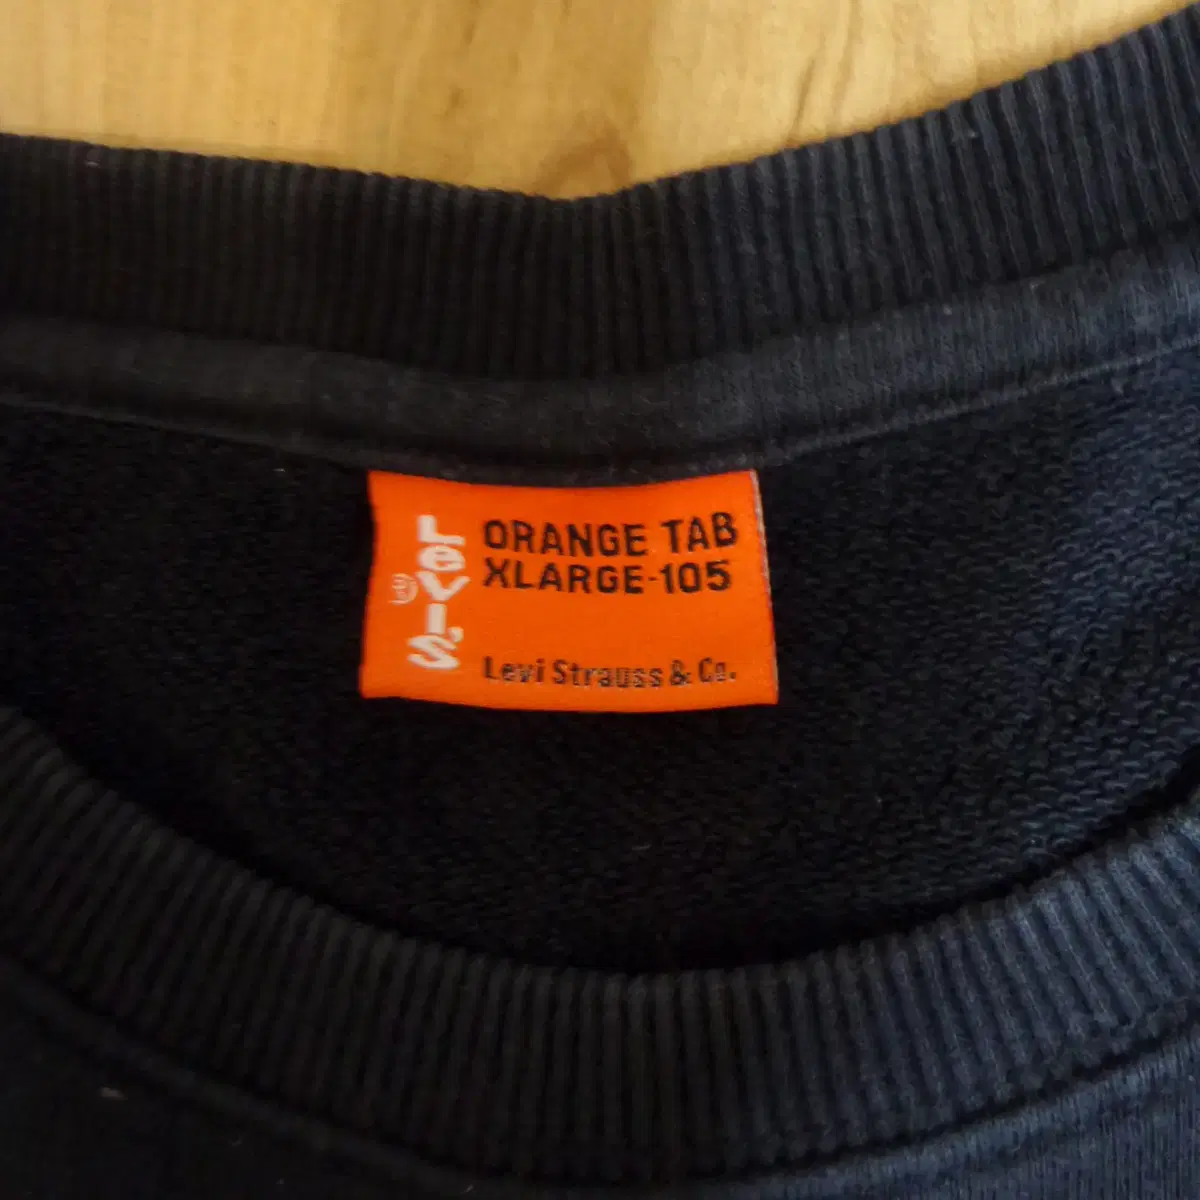 Levi's
®
ORANGE TAB
XLARGE-105
Levi Strauss & Co.